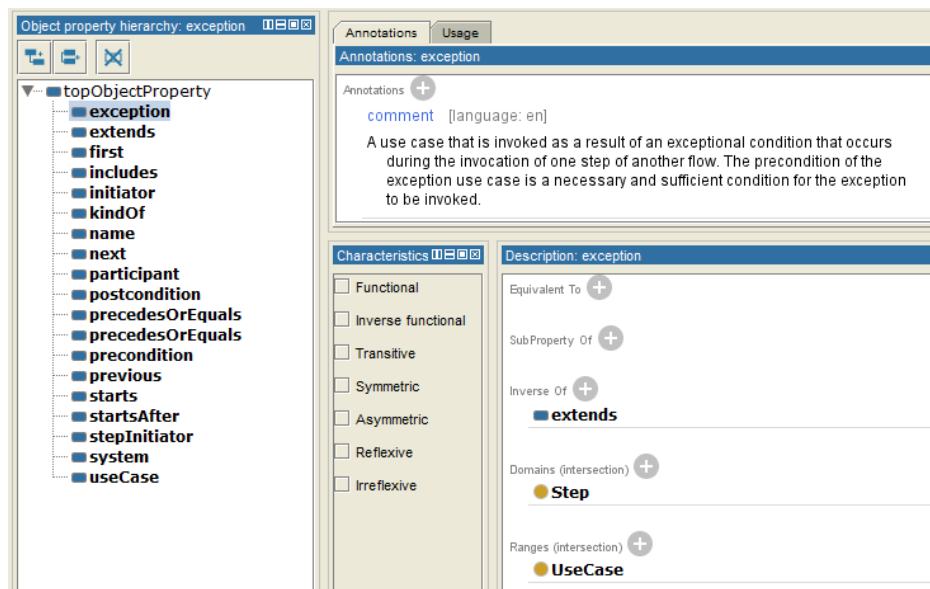 Object property hierarchy: exception
topObjectProperty
exception
extends
first
includes
initiator
kindOf
name
next
participant
postcondition
precedesOrEquals
precedesOrEquals
precondition
previous
starts
startsAfter
stepInitiator
system
useCase
Annotations Usage
Annotations: exception
Annotations
comment [language: en]
A use case that is invoked as a result of an exceptional condition that occurs
during the invocation of one step of another flow. The precondition of the
exception use case is a necessary and sufficient condition for the exception
to be invoked.
Characteristics
Functional
Inverse functional
Transitive
Symmetric
Asymmetric
Reflexive
Irreflexive
Description: exception
Equivalent To
SubProperty Of
Inverse Of
extends
Domains (intersection)
Step
Ranges (intersection)
UseCase